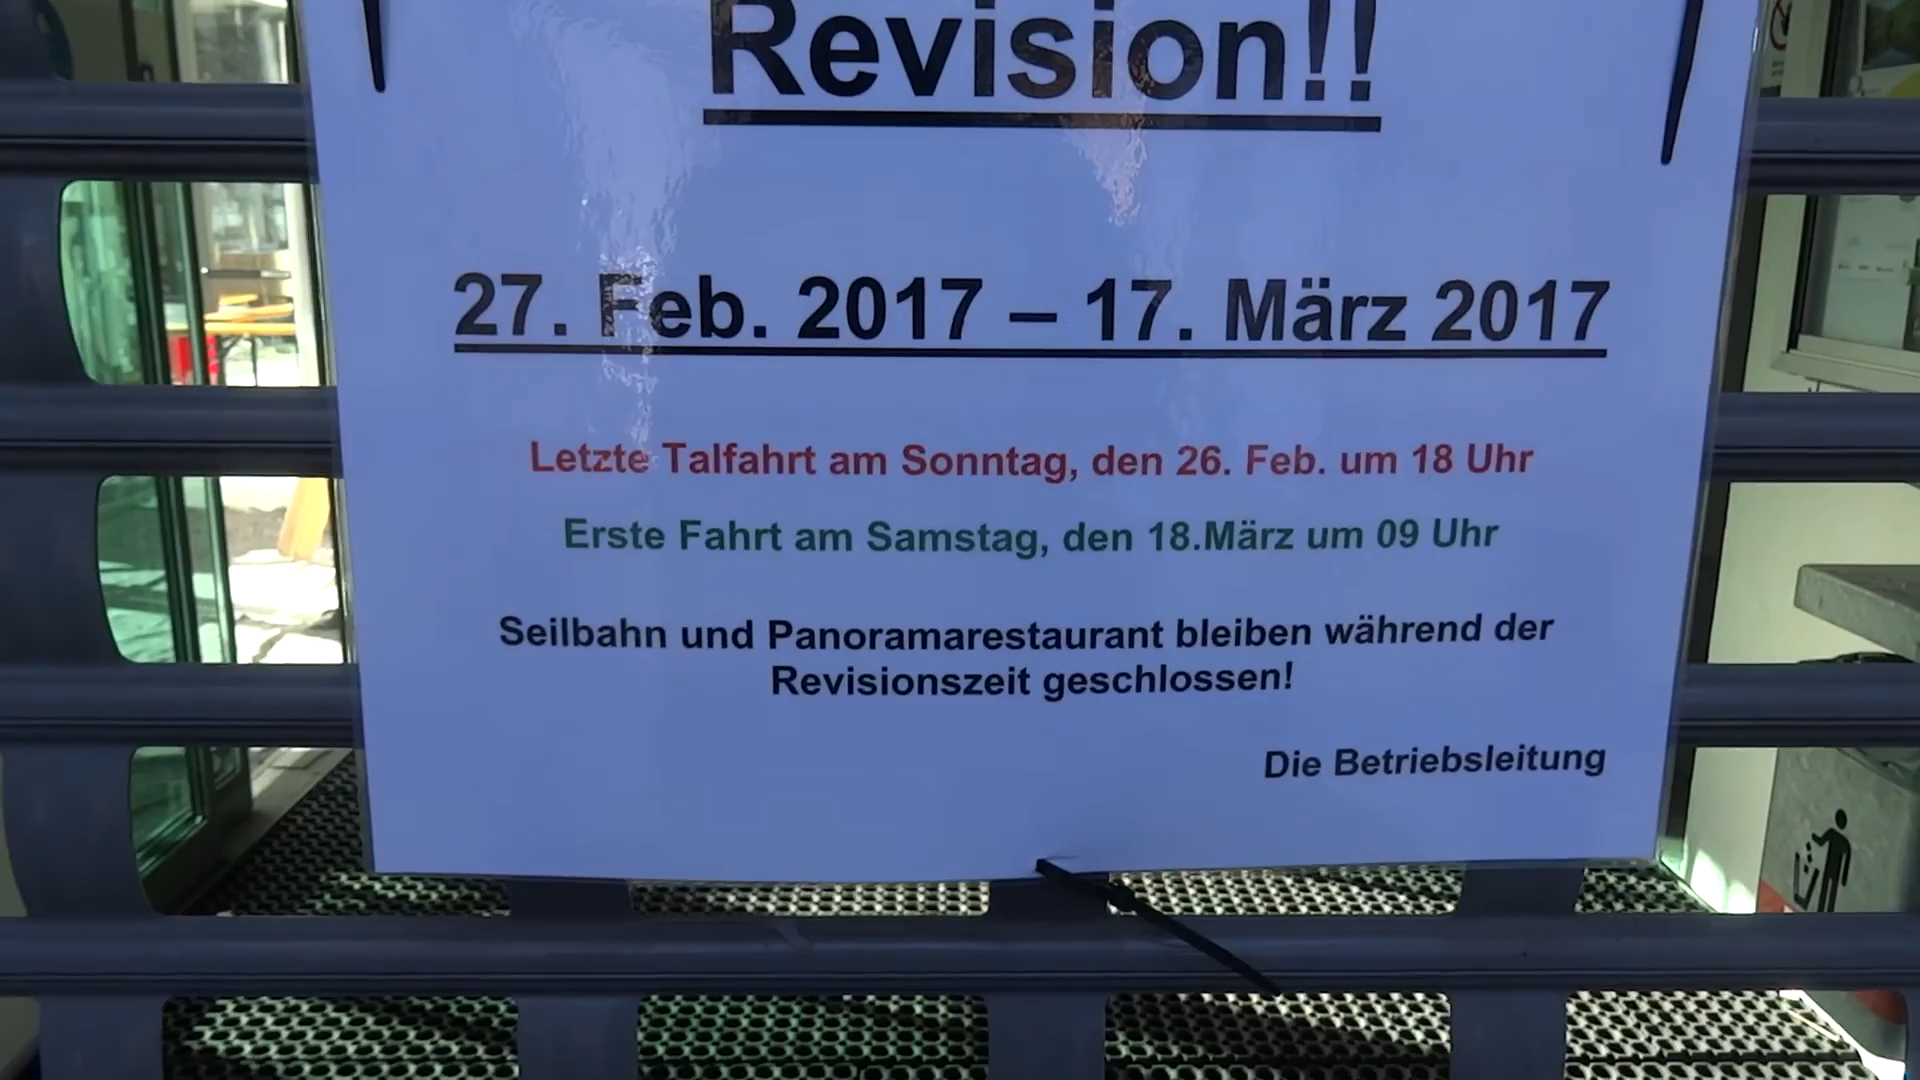 Revision!!
27. Feb. 2017 – 17. März 2017
Letzte Talfahrt am Sonntag, den 26. Feb. um 18 Uhr
Erste Fahrt am Samstag, den 18.März um 09 Uhr
Seilbahn und Panoramarestaurant bleiben während der
Revisionszeit geschlossen!
Die Betriebsleitung